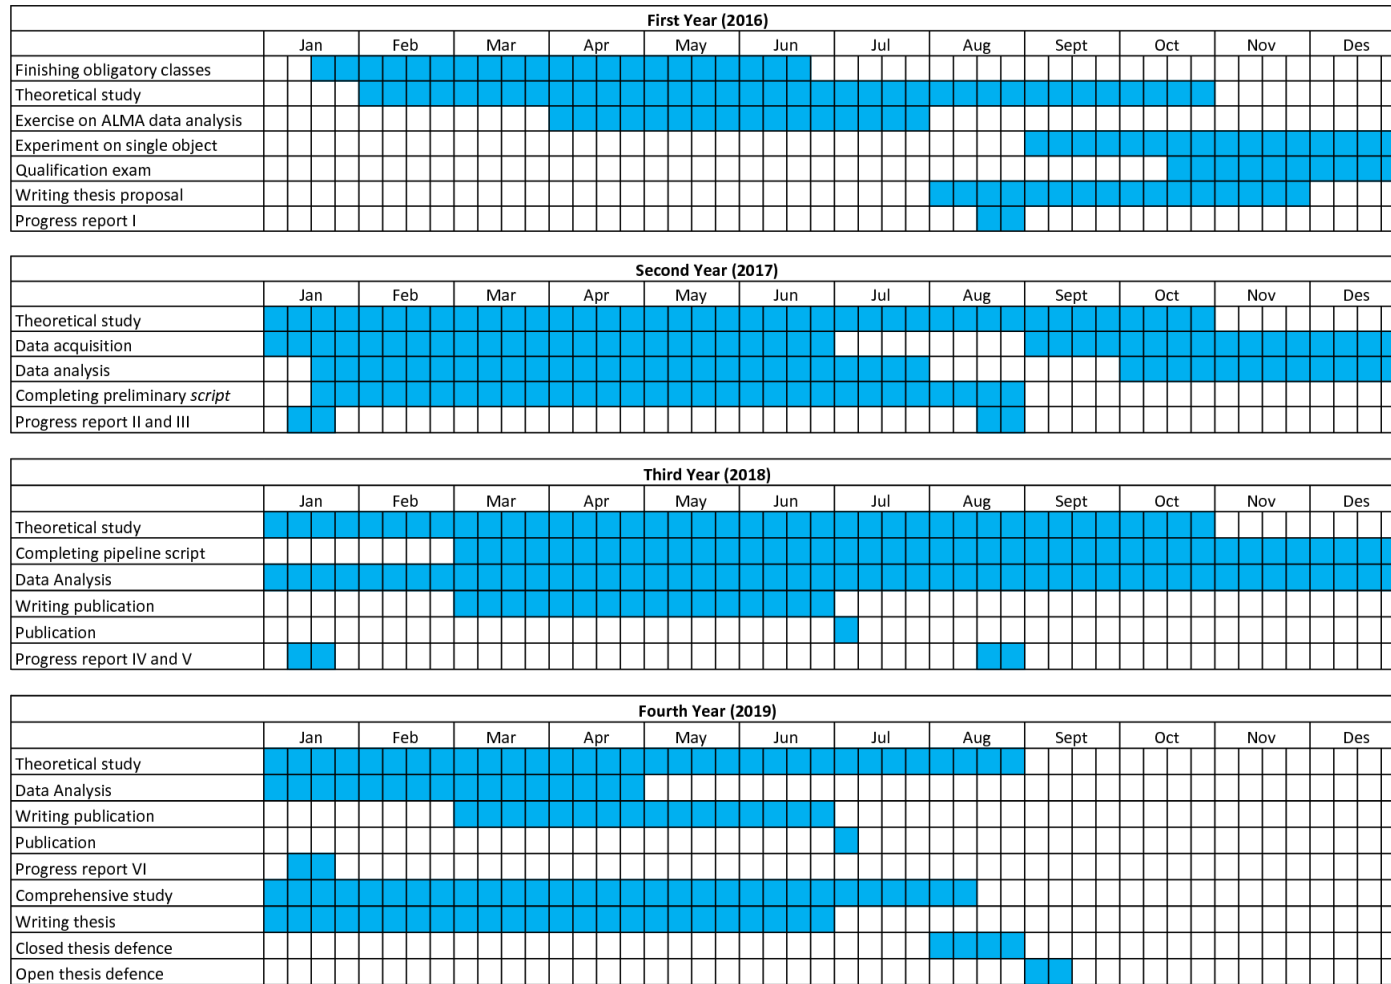 First Year (2016)
Jan Feb Mar Apr May Jun Jul Aug Sept Oct Nov Des
Finishing obligatory classes
Theoretical study
Exercise on ALMA data analysis
Experiment on single object
Qualification exam
Writing thesis proposal
Progress report I
Second Year (2017)
Jan Feb Mar Apr May Jun Jul Aug Sept Oct Nov Des
Theoretical study
Data acquisition
Data analysis
Completing preliminary script
Progress report II and III
Third Year (2018)
Jan Feb Mar Apr May Jun Jul Aug Sept Oct Nov Des
Theoretical study
Completing pipeline script
Data Analysis
Writing publication
Publication
Progress report IV and V
Fourth Year (2019)
Jan Feb Mar Apr May Jun Jul Aug Sept Oct Nov Des
Theoretical study
Data Analysis
Writing publication
Publication
Progress report VI
Comprehensive study
Writing thesis
Closed thesis defence
Open thesis defence